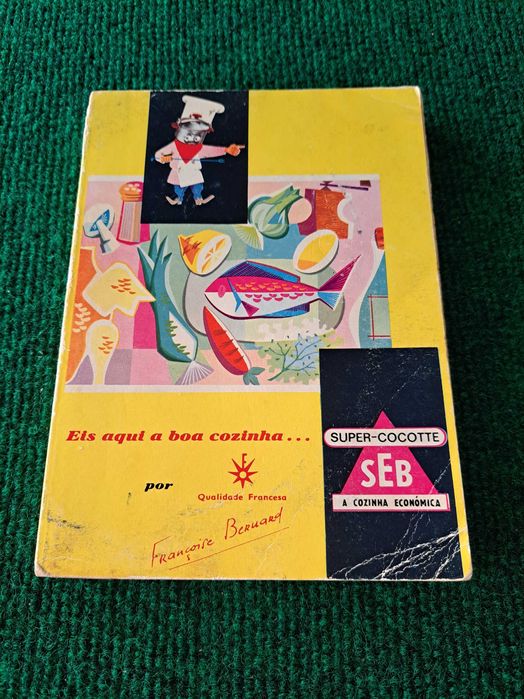 Eis aqui a boa cozinha...
por
F
Qualidade Francesa
Françoise Bernard
SUPER-COCOTTE
SEB
A COZINHA ECONÓMICA